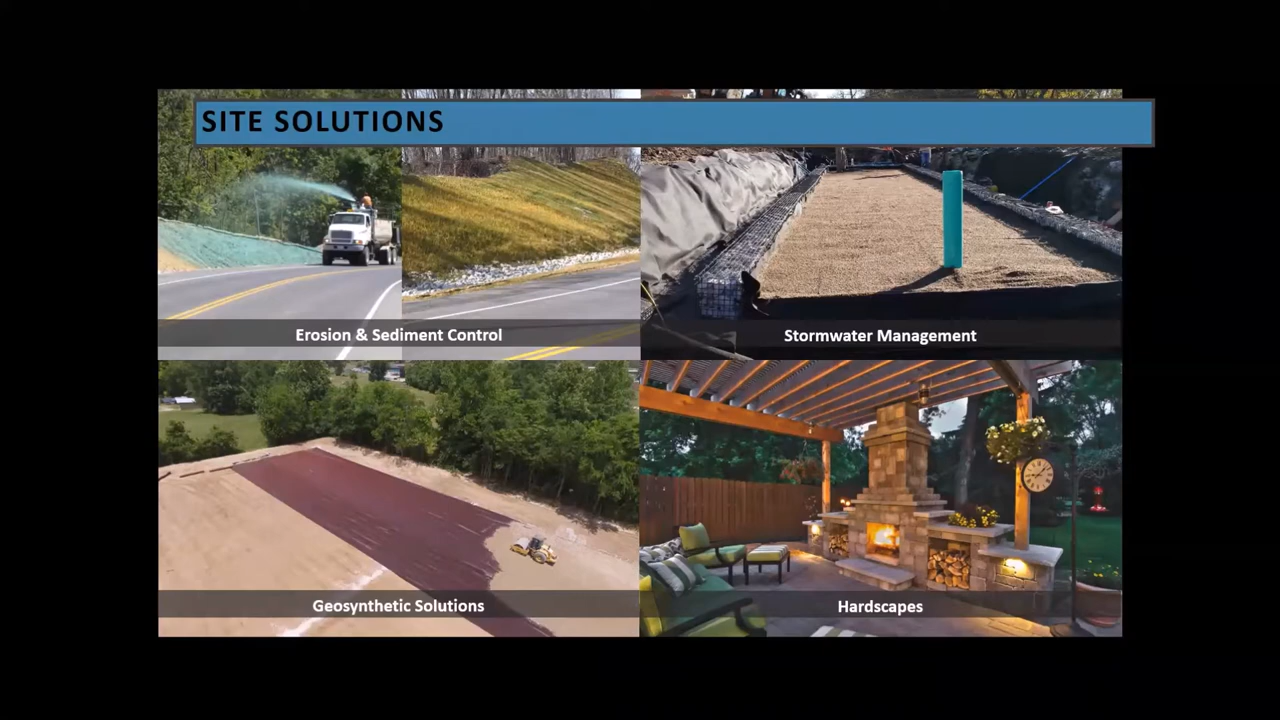 SITE SOLUTIONS
Erosion & Sediment Control
Stormwater Management
Geosynthetic Solutions
Hardscapes